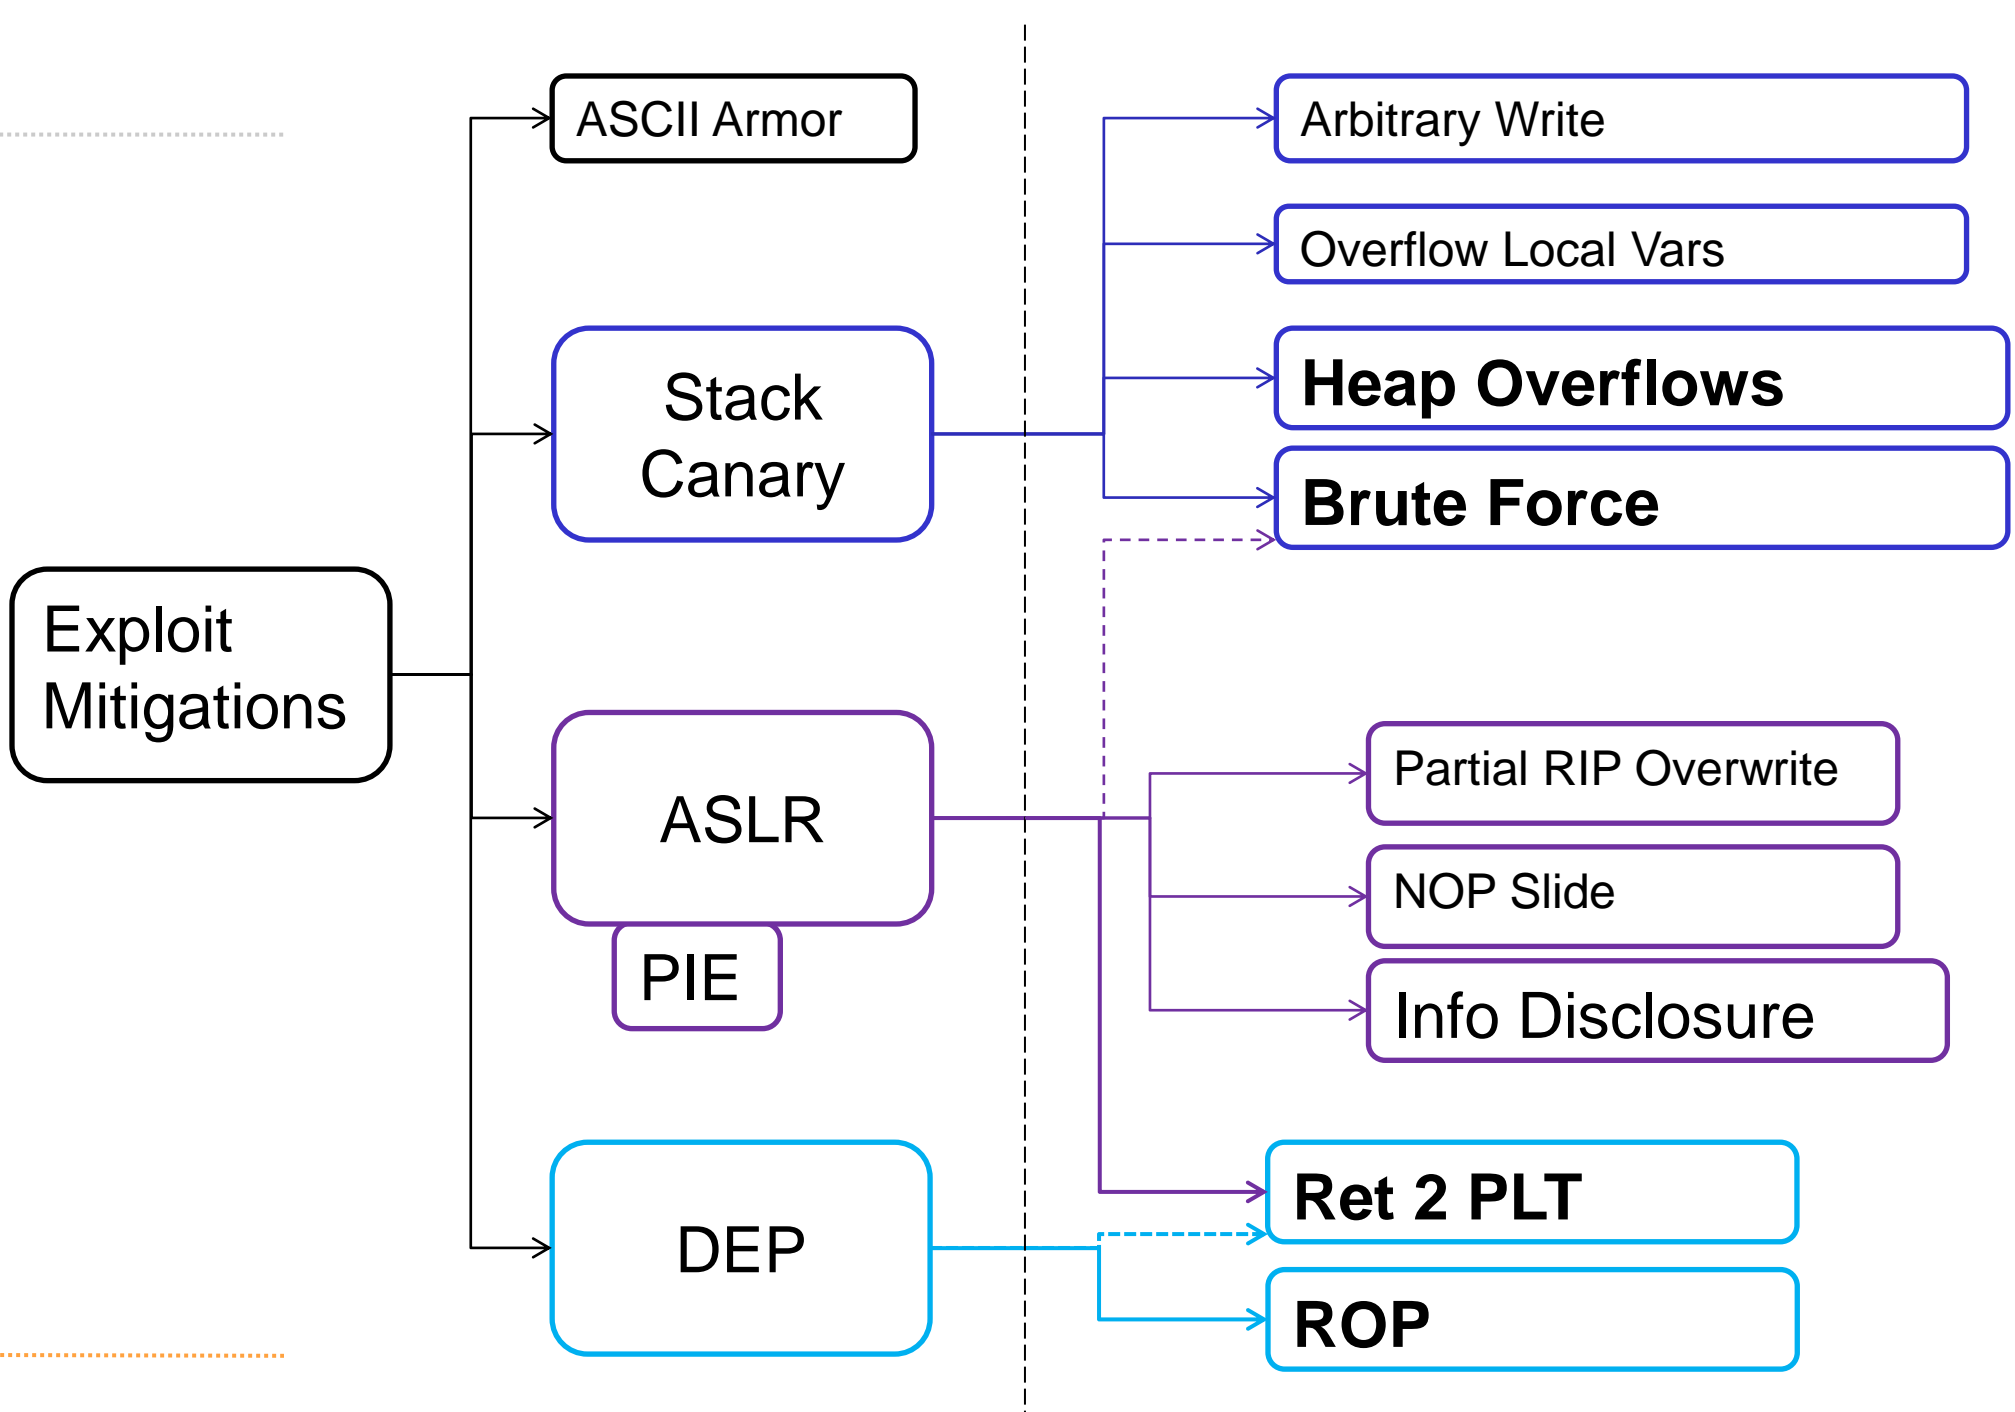 ASCII Armor
Arbitrary Write
Overflow Local Vars
Stack
Canary
Heap Overflows
Brute Force
Exploit
Mitigations
ASLR
PIE
Partial RIP Overwrite
NOP Slide
Info Disclosure
DEP
Ret 2 PLT
ROP